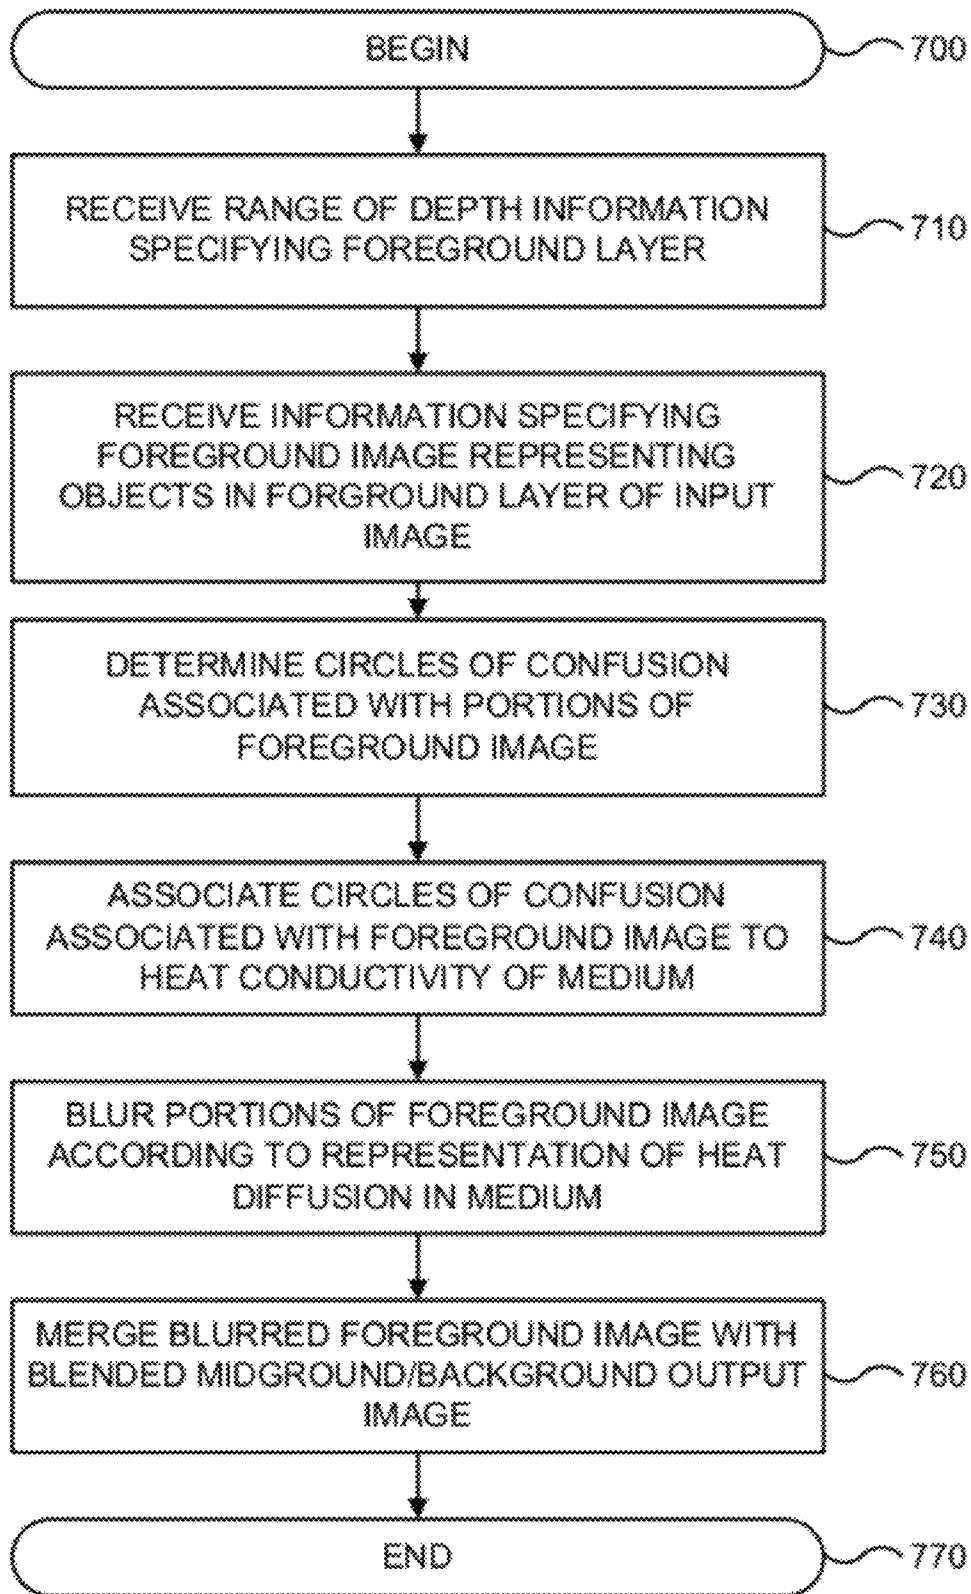 BEGIN
700
RECEIVE RANGE OF DEPTH INFORMATION
SPECIFYING FOREGROUND LAYER
710
RECEIVE INFORMATION SPECIFYING
FOREGROUND IMAGE REPRESENTING
OBJECTS IN FORGROUND LAYER OF INPUT
IMAGE
720
DETERMINE CIRCLES OF CONFUSION
ASSOCIATED WITH PORTIONS OF
FOREGROUND IMAGE
730
ASSOCIATE CIRCLES OF CONFUSION
ASSOCIATED WITH FOREGROUND IMAGE TO
HEAT CONDUCTIVITY OF MEDIUM
740
BLUR PORTIONS OF FOREGROUND IMAGE
ACCORDING TO REPRESENTATION OF HEAT
DIFFUSION IN MEDIUM
750
MERGE BLURRED FOREGROUND IMAGE WITH
BLENDED MIDGROUND/BACKGROUND OUTPUT
IMAGE
760
END
770